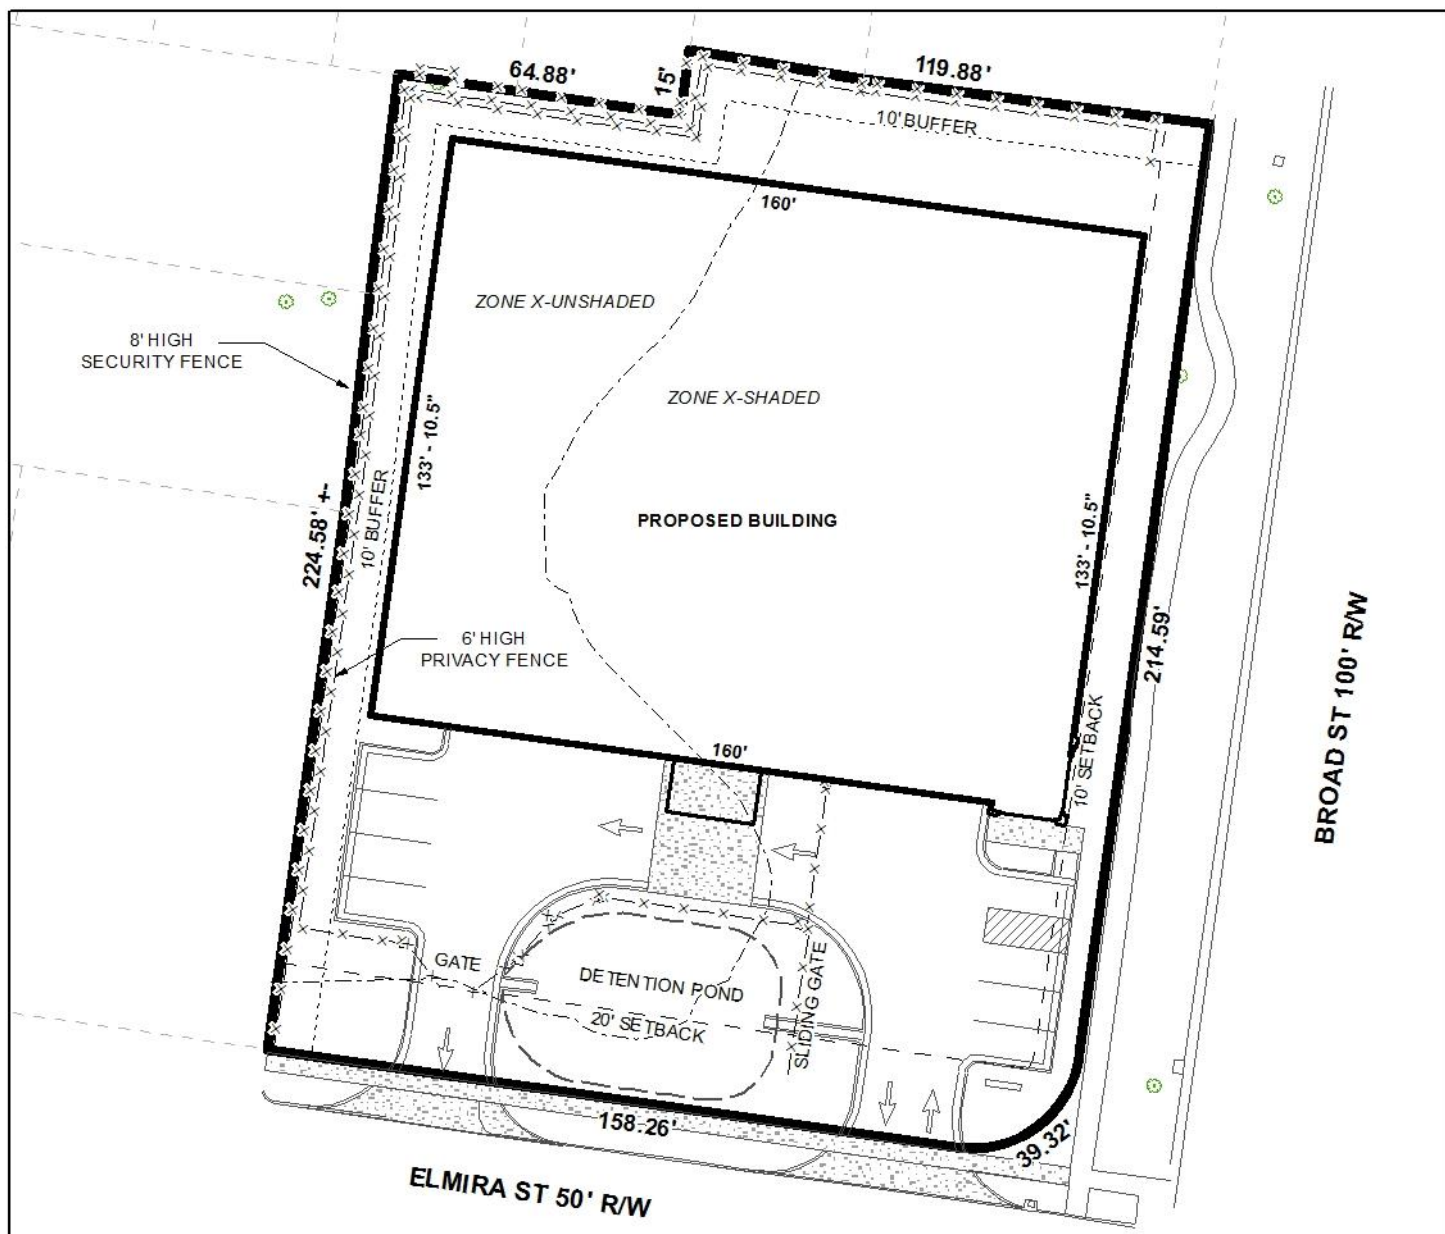 64.88'
15'
119.88'
10' BUFFER
160'
ZONE X-UNSHADED
8' HIGH
SECURITY FENCE
ZONE X-SHADED
133' - 10.5"
PROPOSED BUILDING
133' - 10.5"
10' BUFFER
224.58' +-
6' HIGH
PRIVACY FENCE
214.59'
BROAD ST 100' R/W
10' SETBACK
160'
GATE
DETENTION POND
20' SETBACK
SLIDING GATE
158.26'
39.32'
ELMIRA ST 50' R/W